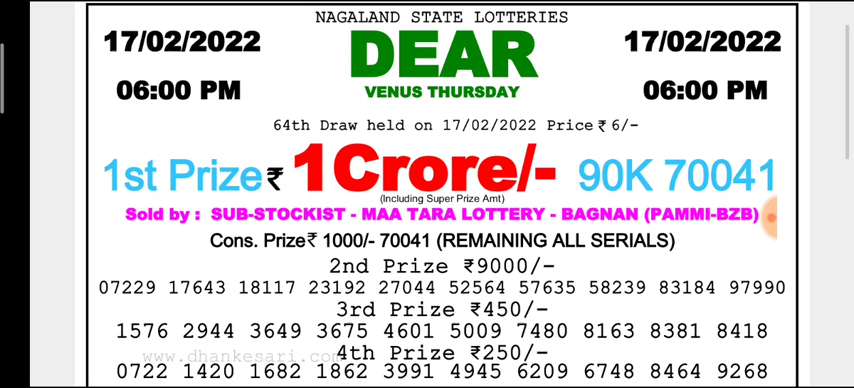 NAGALAND STATE LOTTERIES
17/02/2022 DEAR 17/02/2022
06:00 PM VENUS THURSDAY 06:00 PM
64th Draw held on 17/02/2022 Price ₹ 6/-
1st Prize ₹ 1Crore/- 90K 70041
(Including Super Prize Amt)
Sold by : SUB-STOCKIST - MAA TARA LOTTERY - BAGNAN (PAMMI-BZB)
Cons. Prize ₹ 1000/- 70041 (REMAINING ALL SERIALS)
2nd Prize ₹9000/-
07229 17643 18117 23192 27044 52564 57635 58239 83184 97990
3rd Prize ₹450/-
1576 2944 3649 3675 4601 5009 7480 8163 8381 8418
www.dhankesari.com
4th Prize ₹250/-
0722 1420 1682 1862 3991 4945 6209 6748 8464 9268